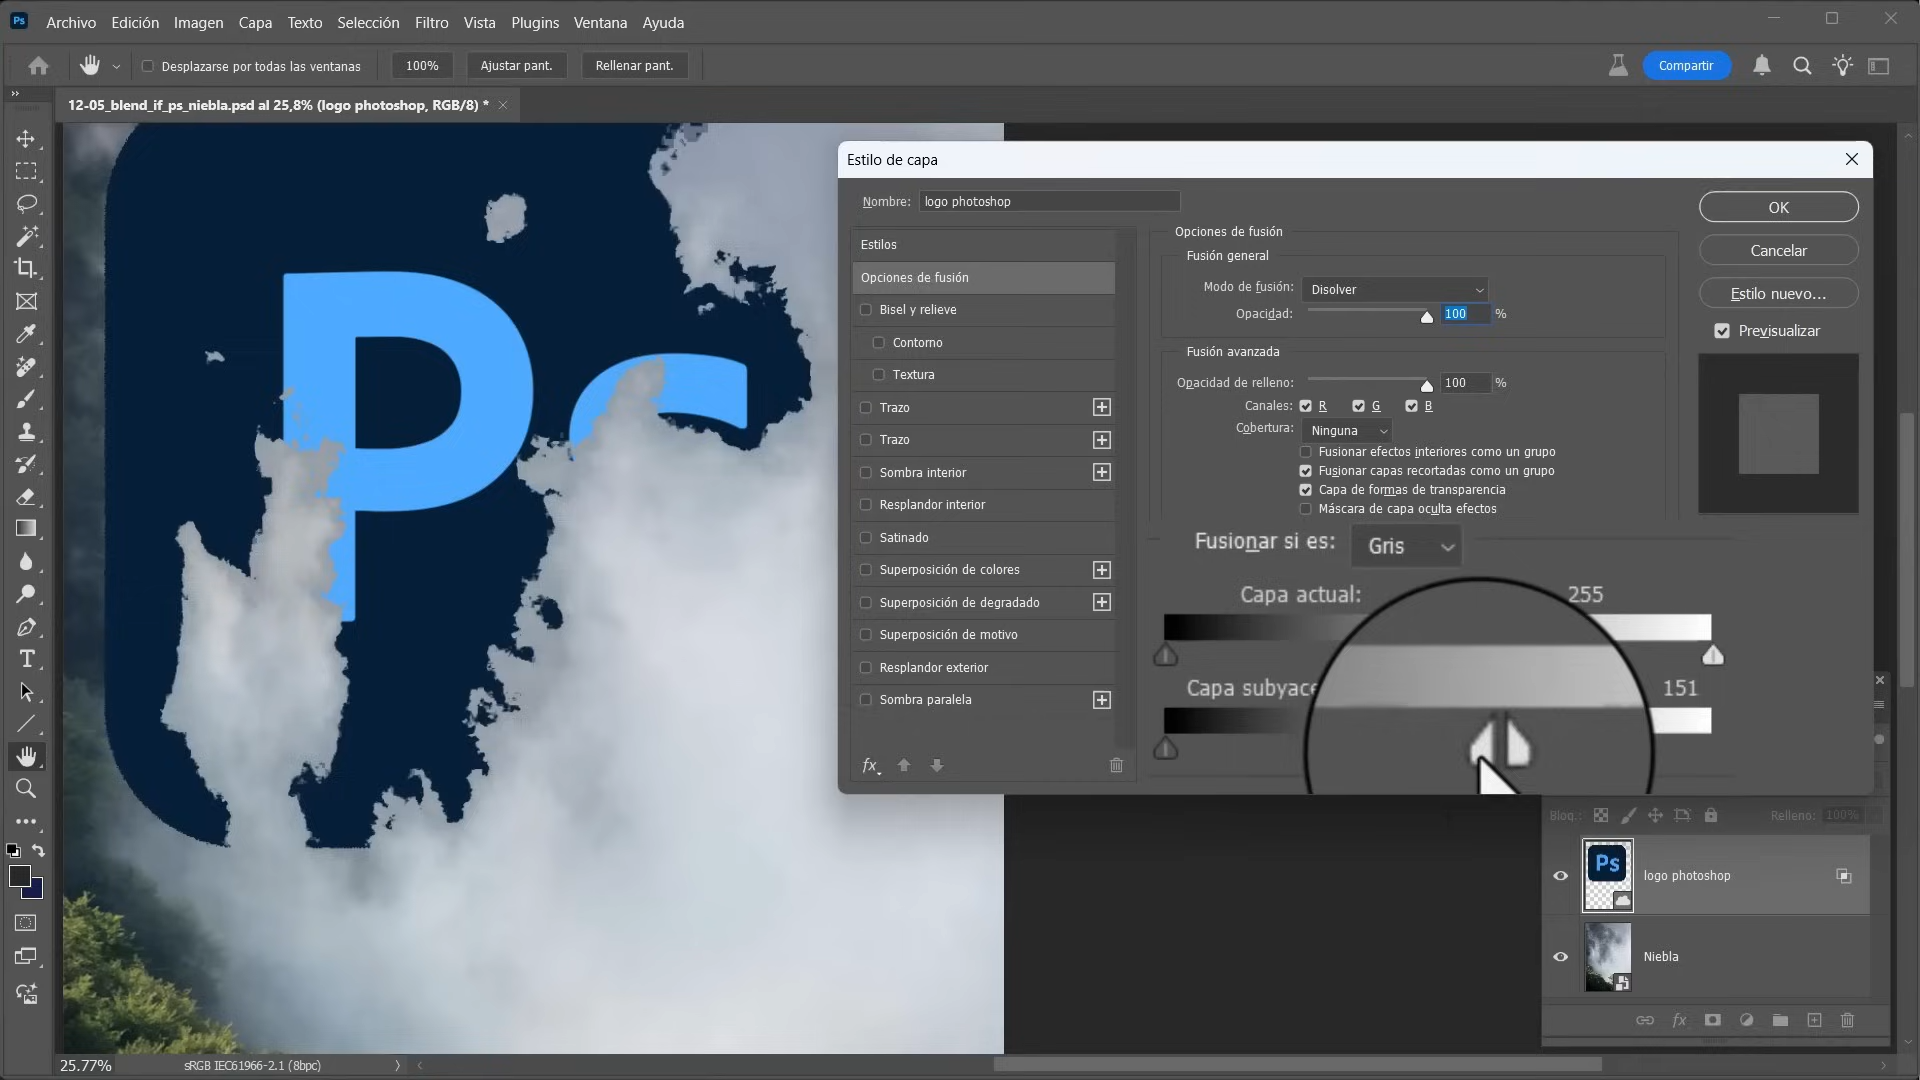 Ps
Archivo Edición Imagen Capa Texto Selección Filtro Vista Plugins Ventana Ayuda
Desplazarse por todas las ventanas 100% Ajustar pant. Rellenar pant. Compartir
12-05_blend_if_ps_niebla.psd al 25,8% (logo photoshop, RGB/8) *
Estilo de capa
Nombre: logo photoshop
Estilos
Opciones de fusión
Bisel y relieve
Contorno
Textura
Trazo
Trazo
Sombra interior
Resplandor interior
Satinado
Superposición de colores
Superposición de degradado
Superposición de motivo
Resplandor exterior
Sombra paralela
fx
Opciones de fusión
Fusión general
Modo de fusión: Disolver
Opacidad: 100 %
Fusión avanzada
Opacidad de relleno: 100 %
Canales: R G B
Cobertura: Ninguna
Fusionar efectos interiores como un grupo
Fusionar capas recortadas como un grupo
Capa de formas de transparencia
Máscara de capa oculta efectos
Fusionar si es: Gris
Capa actual: 255
Capa subyace 151
OK
Cancelar
Estilo nuevo...
Previsualizar
Ps
Bloq.: Relleno: 100%
Ps logo photoshop
Niebla
fx
25.77% sRGB IEC61966-2.1 (8bpc)